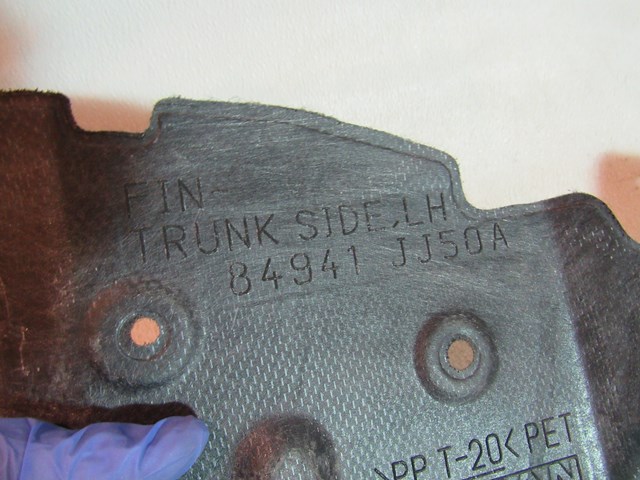 FIN-
TRUNK SIDE,LH
84941 JJ50A
>PP T-20< PET